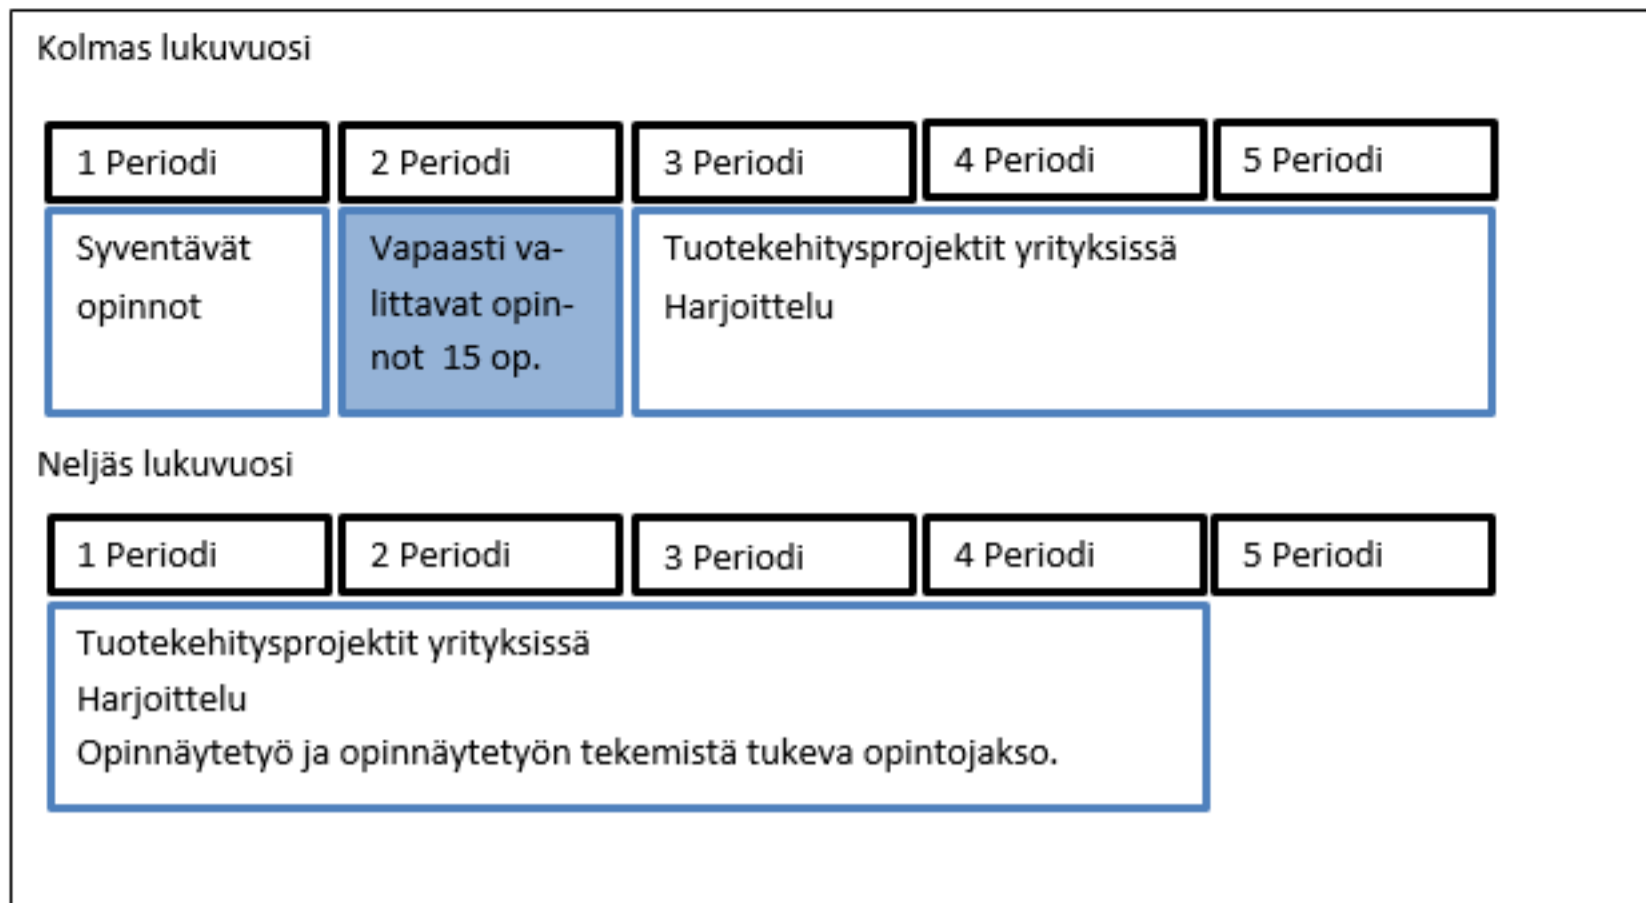 Kolmas lukuvuosi
1 Periodi
2 Periodi
3 Periodi
4 Periodi
5 Periodi
Syventävät
opinnot
Vapaasti va-
littavat opin-
not 15 op.
Tuotekehitysprojektit yrityksissä
Harjoittelu
Neljäs lukuvuosi
1 Periodi
2 Periodi
3 Periodi
4 Periodi
5 Periodi
Tuotekehitysprojektit yrityksissä
Harjoittelu
Opinnäytetyö ja opinnäytetyön tekemistä tukeva opintojakso.